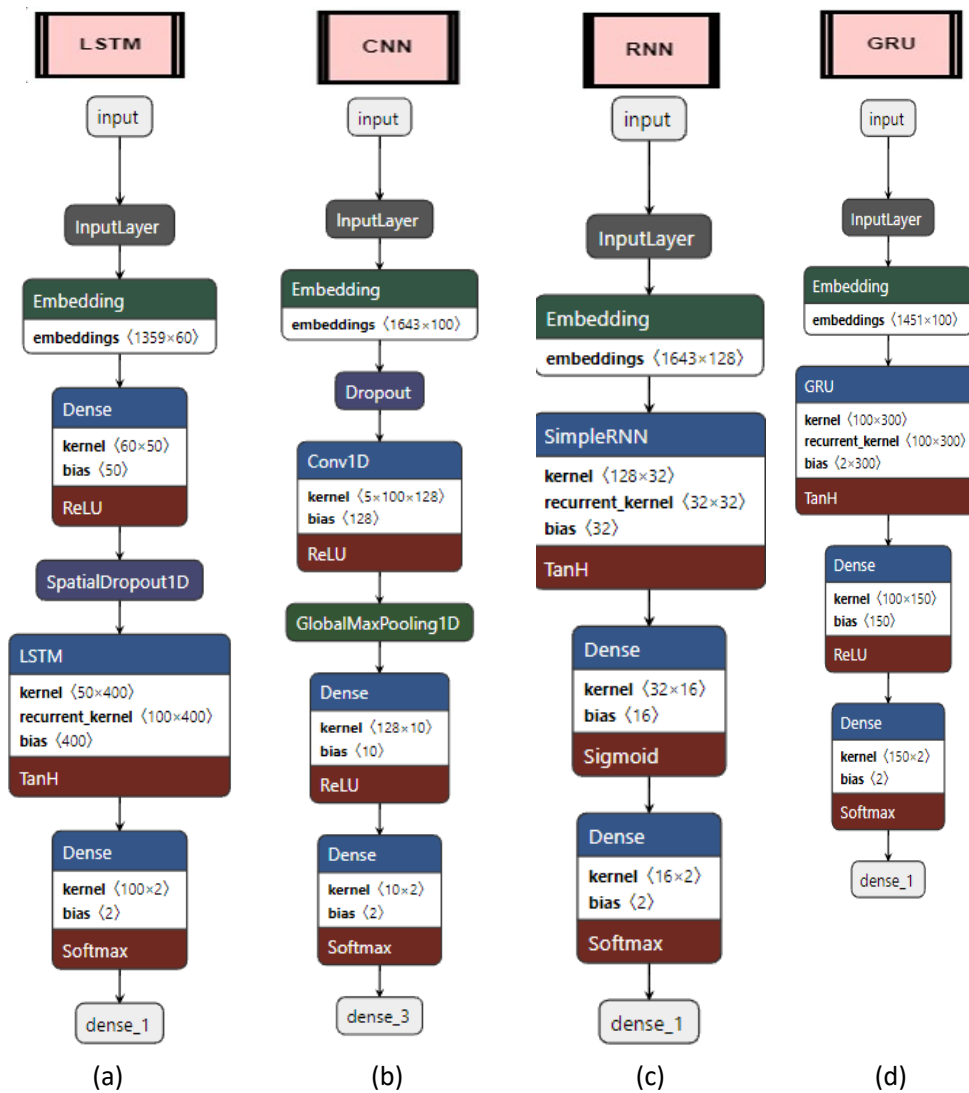 LSTM
input
InputLayer
Embedding
embeddings 〈1359×60〉
Dense
kernel 〈60×50〉
bias 〈50〉
ReLU
SpatialDropout1D
LSTM
kernel 〈50×400〉
recurrent_kernel 〈100×400〉
bias 〈400〉
TanH
Dense
kernel 〈100×2〉
bias 〈2〉
Softmax
dense_1
(a)
CNN
input
InputLayer
Embedding
embeddings 〈1643×100〉
Dropout
Conv1D
kernel 〈5×100×128〉
bias 〈128〉
ReLU
GlobalMaxPooling1D
Dense
kernel 〈128×10〉
bias 〈10〉
ReLU
Dense
kernel 〈10×2〉
bias 〈2〉
Softmax
dense_3
(b)
RNN
input
InputLayer
Embedding
embeddings 〈1643×128〉
SimpleRNN
kernel 〈128×32〉
recurrent_kernel 〈32×32〉
bias 〈32〉
TanH
Dense
kernel 〈32×16〉
bias 〈16〉
Sigmoid
Dense
kernel 〈16×2〉
bias 〈2〉
Softmax
dense_1
(c)
GRU
input
InputLayer
Embedding
embeddings 〈1451×100〉
GRU
kernel 〈100×300〉
recurrent_kernel 〈100×300〉
bias 〈2×300〉
TanH
Dense
kernel 〈100×150〉
bias 〈150〉
ReLU
Dense
kernel 〈150×2〉
bias 〈2〉
Softmax
dense_1
(d)